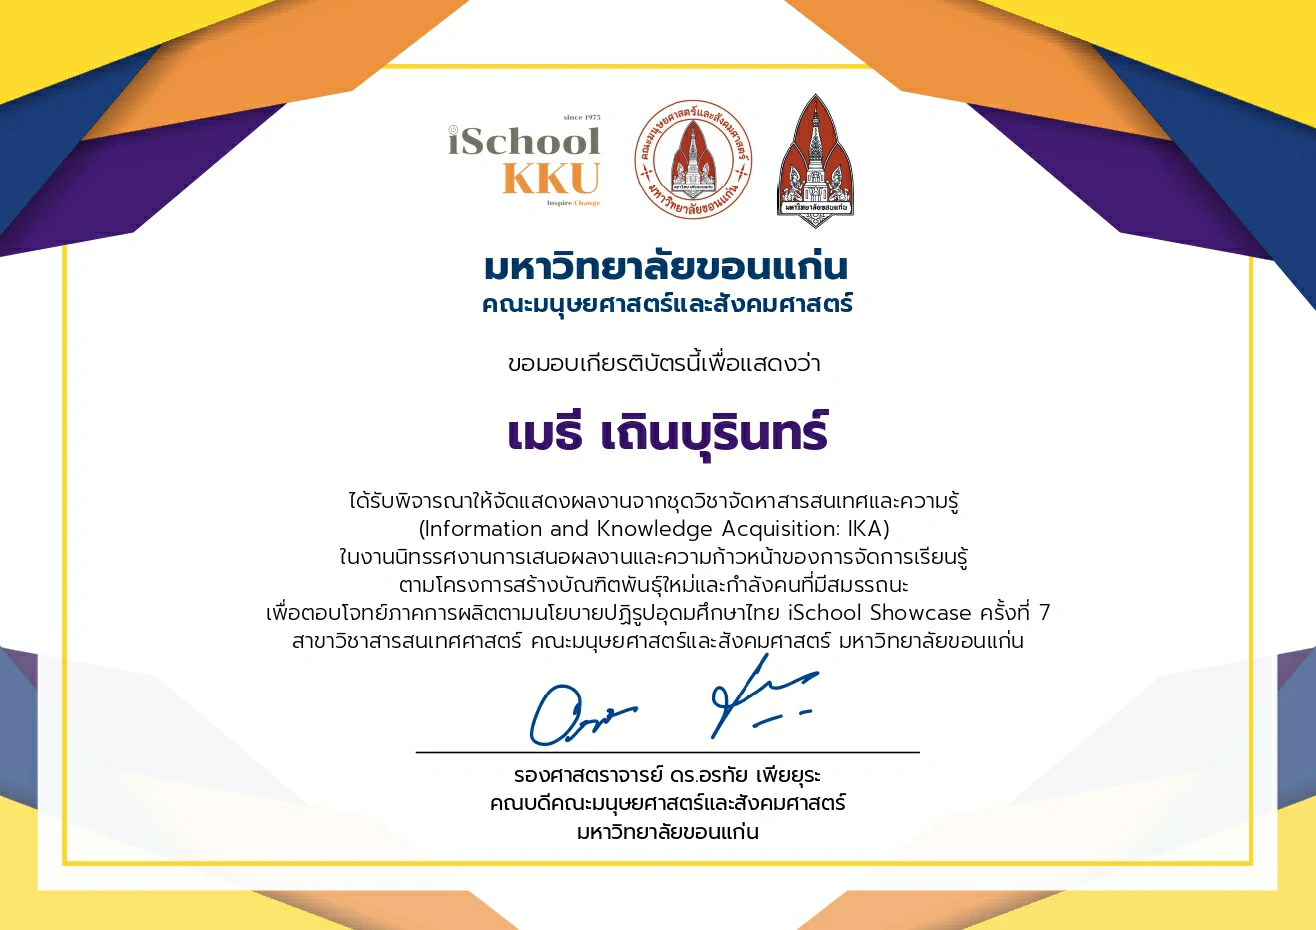 since 1975
iSchool
KKU
Inspire Change
คณะมนุษยศาสตร์และสังคมศาสตร์
มหาวิทยาลัยขอนแก่น
มหาวิทยาลัยขอนแก่น
มหาวิทยาลัยขอนแก่น
คณะมนุษยศาสตร์และสังคมศาสตร์
ขอมอบเกียรติบัตรนี้เพื่อแสดงว่า
เมธี เถินบุรินทร์
ได้รับพิจารณาให้จัดแสดงผลงานจากชุดวิชาจัดหาสารสนเทศและความรู้
(Information and Knowledge Acquisition: IKA)
ในงานนิทรรศงานการเสนอผลงานและความก้าวหน้าของการจัดการเรียนรู้
ตามโครงการสร้างบัณฑิตพันธุ์ใหม่และกำลังคนที่มีสมรรถนะ
เพื่อตอบโจทย์ภาคการผลิตตามนโยบายปฏิรูปอุดมศึกษาไทย iSchool Showcase ครั้งที่ 7
สาขาวิชาสารสนเทศศาสตร์ คณะมนุษยศาสตร์และสังคมศาสตร์ มหาวิทยาลัยขอนแก่น
รองศาสตราจารย์ ดร.อรทัย เพียยุระ
คณบดีคณะมนุษยศาสตร์และสังคมศาสตร์
มหาวิทยาลัยขอนแก่น